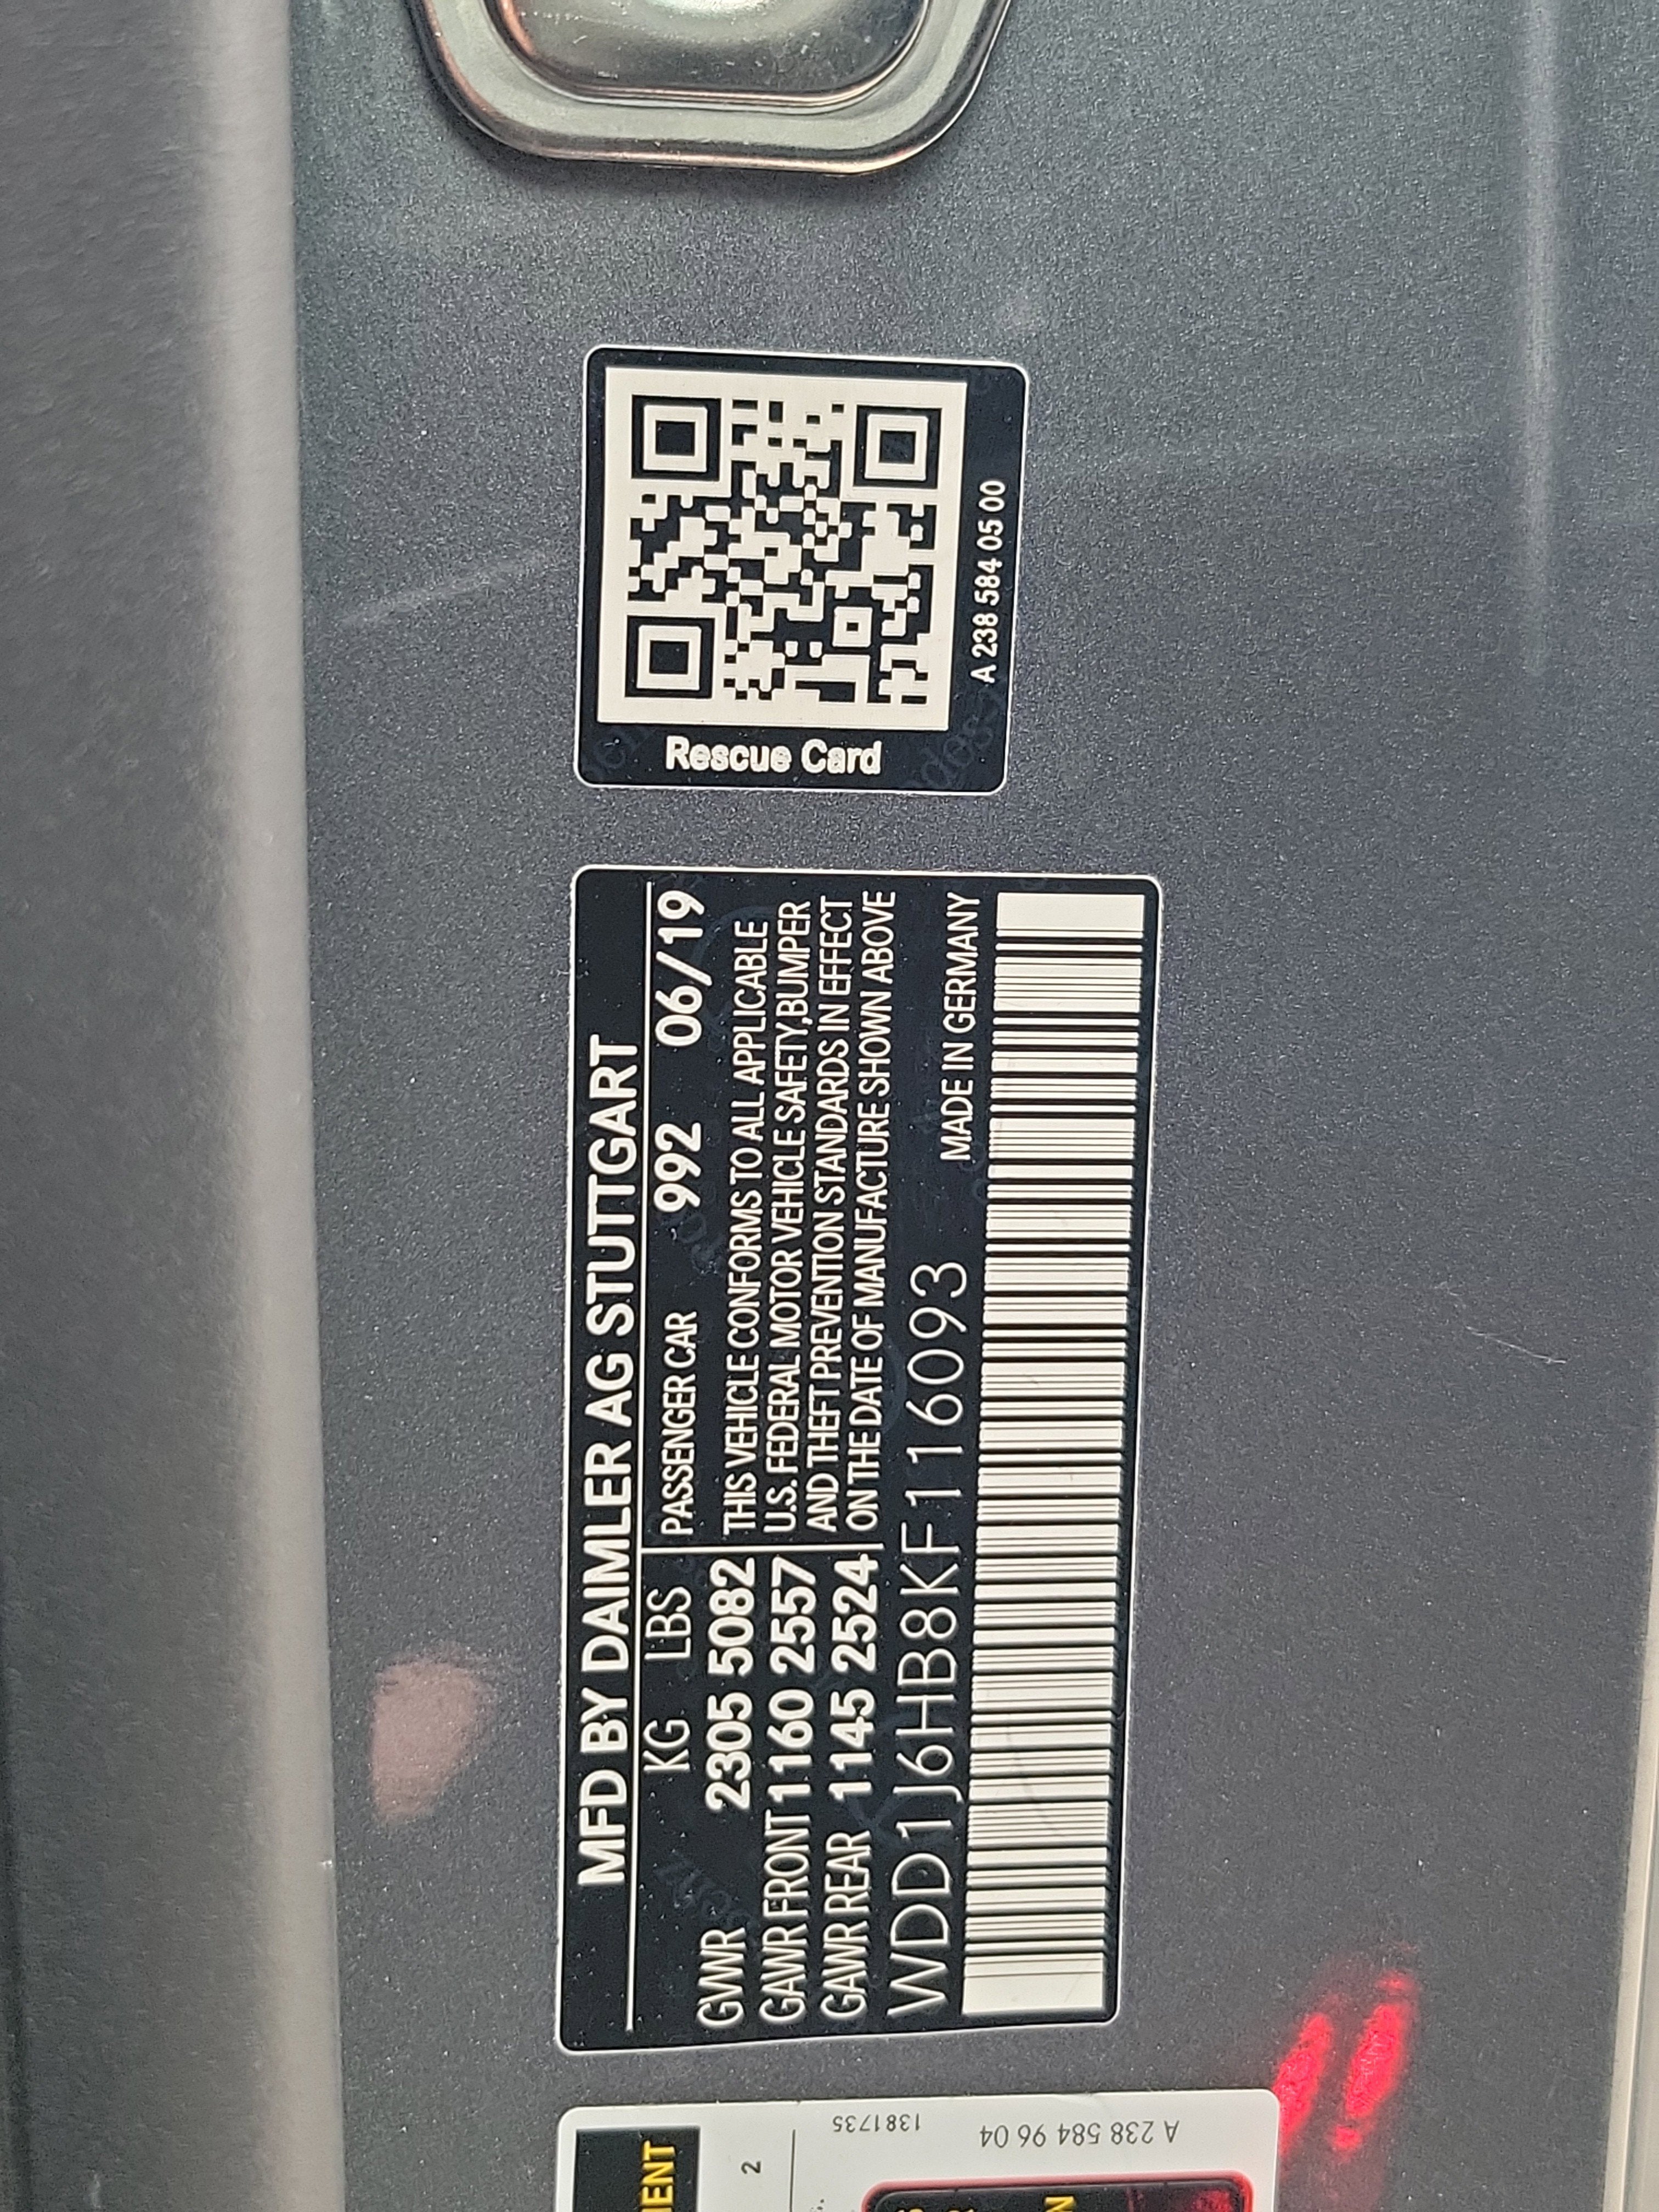 MFD BY DAIMLER AG STUTTGART
KG LBS
GVWR 2305 5082
GAWR FRONT 1160 2557
GAWR REAR 1145 2524
PASSENGER CAR 992 06/19
THIS VEHICLE CONFORMS TO ALL APPLICABLE
U.S. FEDERAL MOTOR VEHICLE SAFETY,BUMPER
AND THEFT PREVENTION STANDARDS IN EFFECT
ON THE DATE OF MANUFACTURE SHOWN ABOVE
WDD1J6HB8KF116093
MADE IN GERMANY
Rescue Card
A 238 584 05 00
2
1381735
A 238 584 96 04